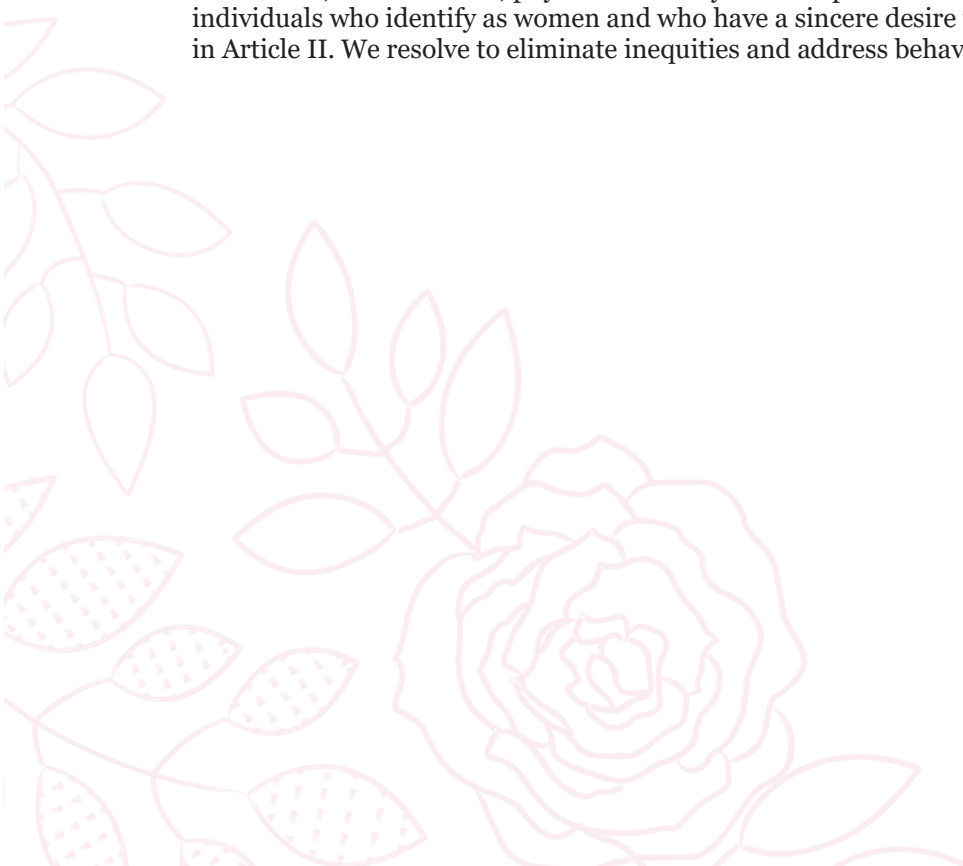 individuals who identify as women and who have a sincere desire
in Article II. We resolve to eliminate inequities and address behav